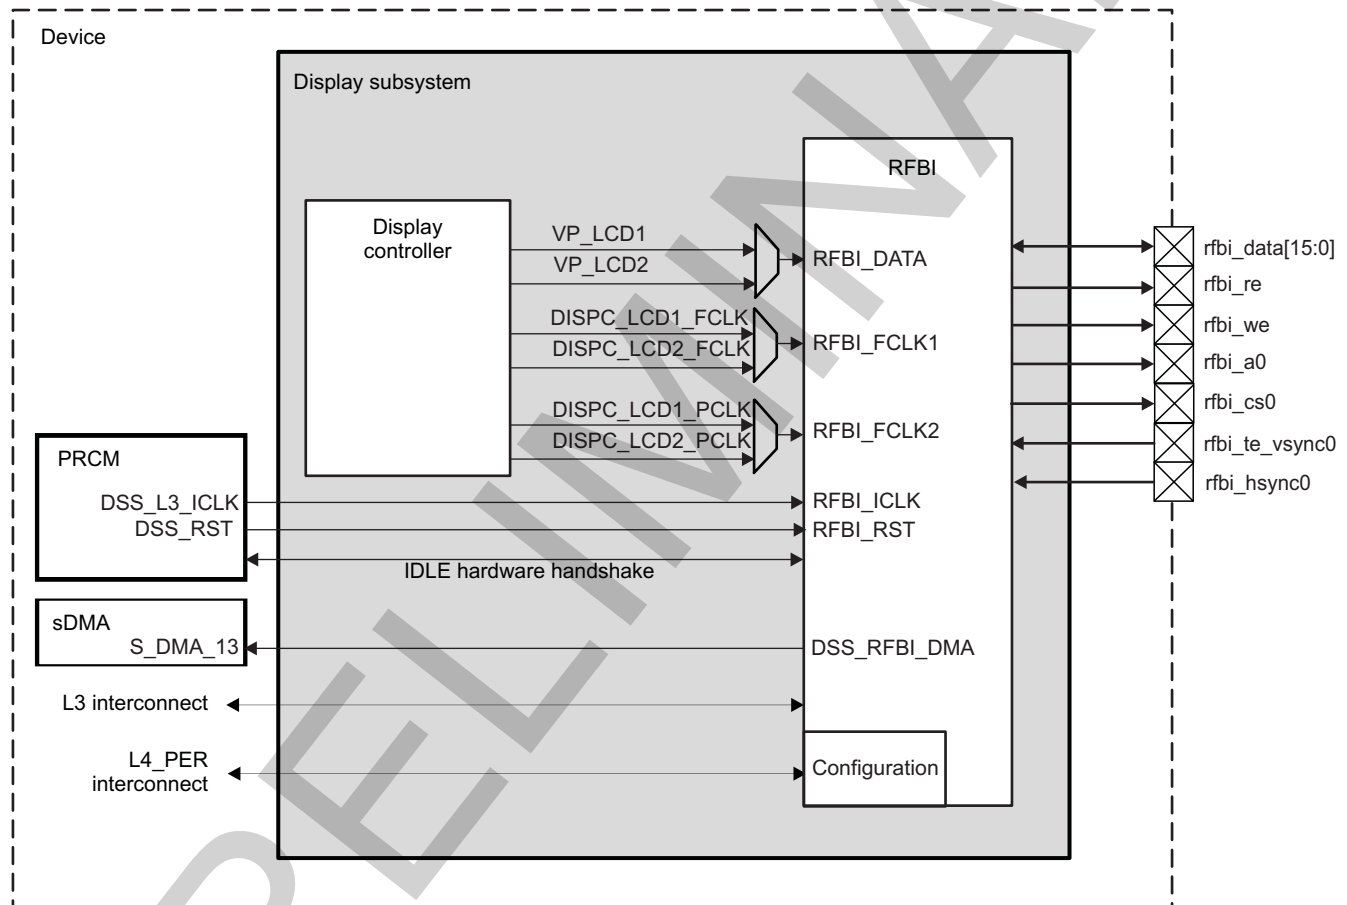 Device
Display subsystem
RFBI
Display
controller
VP_LCD1
VP_LCD2
RFBI_DATA
DISPC_LCD1_FCLK
DISPC_LCD2_FCLK
RFBI_FCLK1
DISPC_LCD1_PCLK
DISPC_LCD2_PCLK
RFBI_FCLK2
rfbi_data[15:0]
rfbi_re
rfbi_we
rfbi_a0
rfbi_cs0
rfbi_te_vsync0
rfbi_hsync0
PRCM
DSS_L3_ICLK
DSS_RST
RFBI_ICLK
RFBI_RST
IDLE hardware handshake
sDMA
S_DMA_13
DSS_RFBI_DMA
L3 interconnect
L4_PER
interconnect
Configuration
PRELIMINA